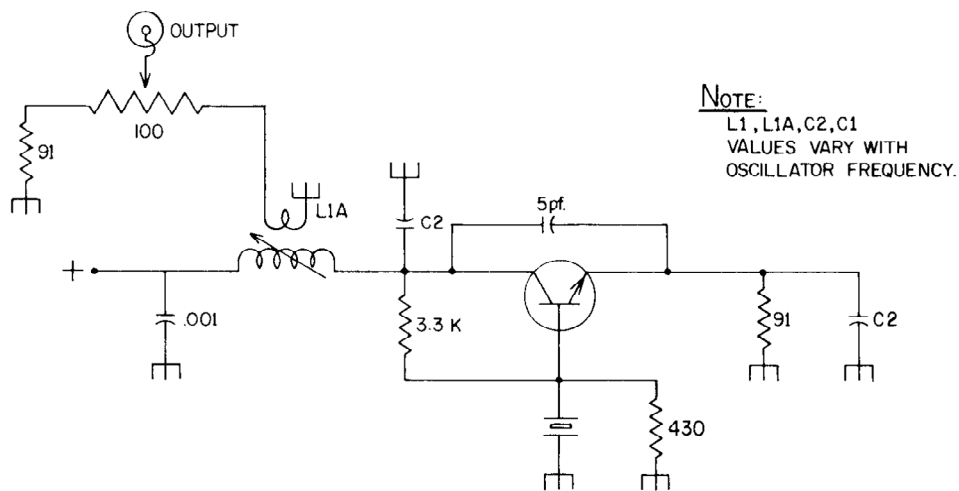 OUTPUT
100
91
L1A
NOTE:
L1, L1A, C2, C1
VALUES VARY WITH
OSCILLATOR FREQUENCY.
5pf.
C2
+
.001
3.3 K
91
C2
430